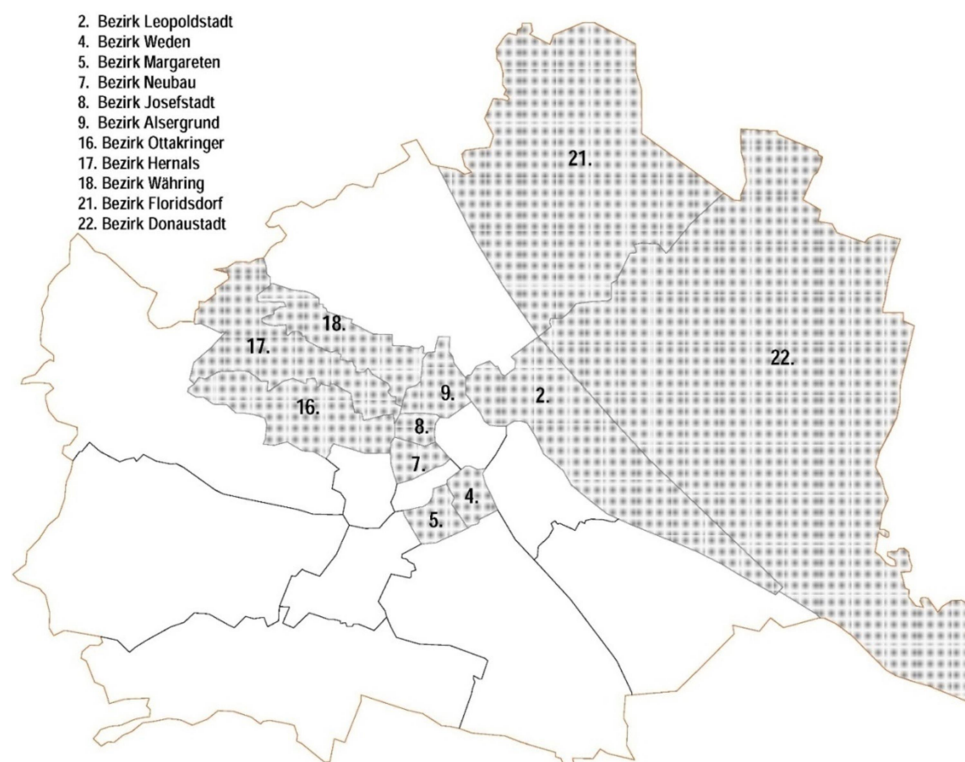 2. Bezirk Leopoldstadt
4. Bezirk Weden
5. Bezirk Margareten
7. Bezirk Neubau
8. Bezirk Josefstadt
9. Bezirk Alsergrund
16. Bezirk Ottakringer
17. Bezirk Hernals
18. Bezirk Währing
21. Bezirk Floridsdorf
22. Bezirk Donaustadt
21.
18.
17.
22.
9.
2.
16.
8.
7.
4.
5.